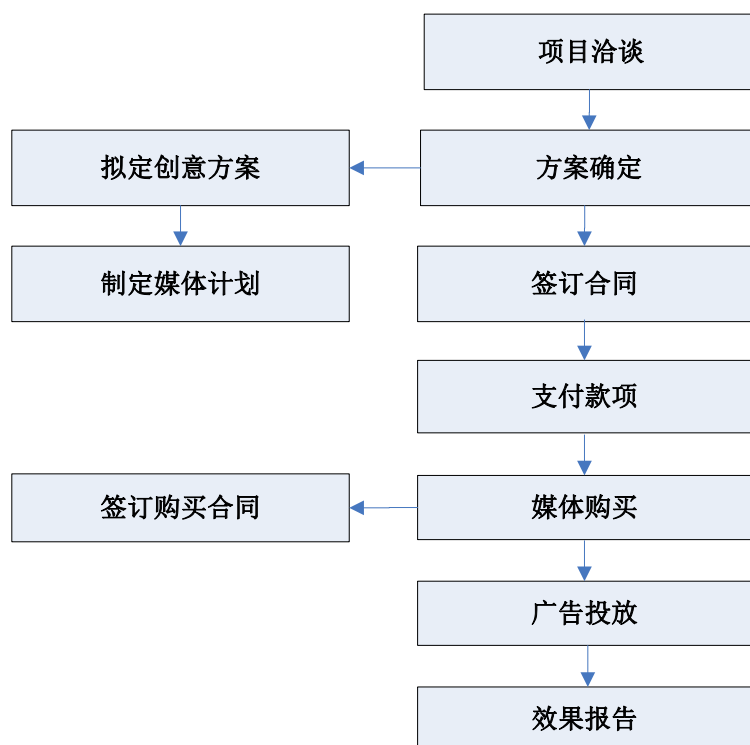 项目洽谈
拟定创意方案
方案确定
制定媒体计划
签订合同
支付款项
签订购买合同
媒体购买
广告投放
效果报告